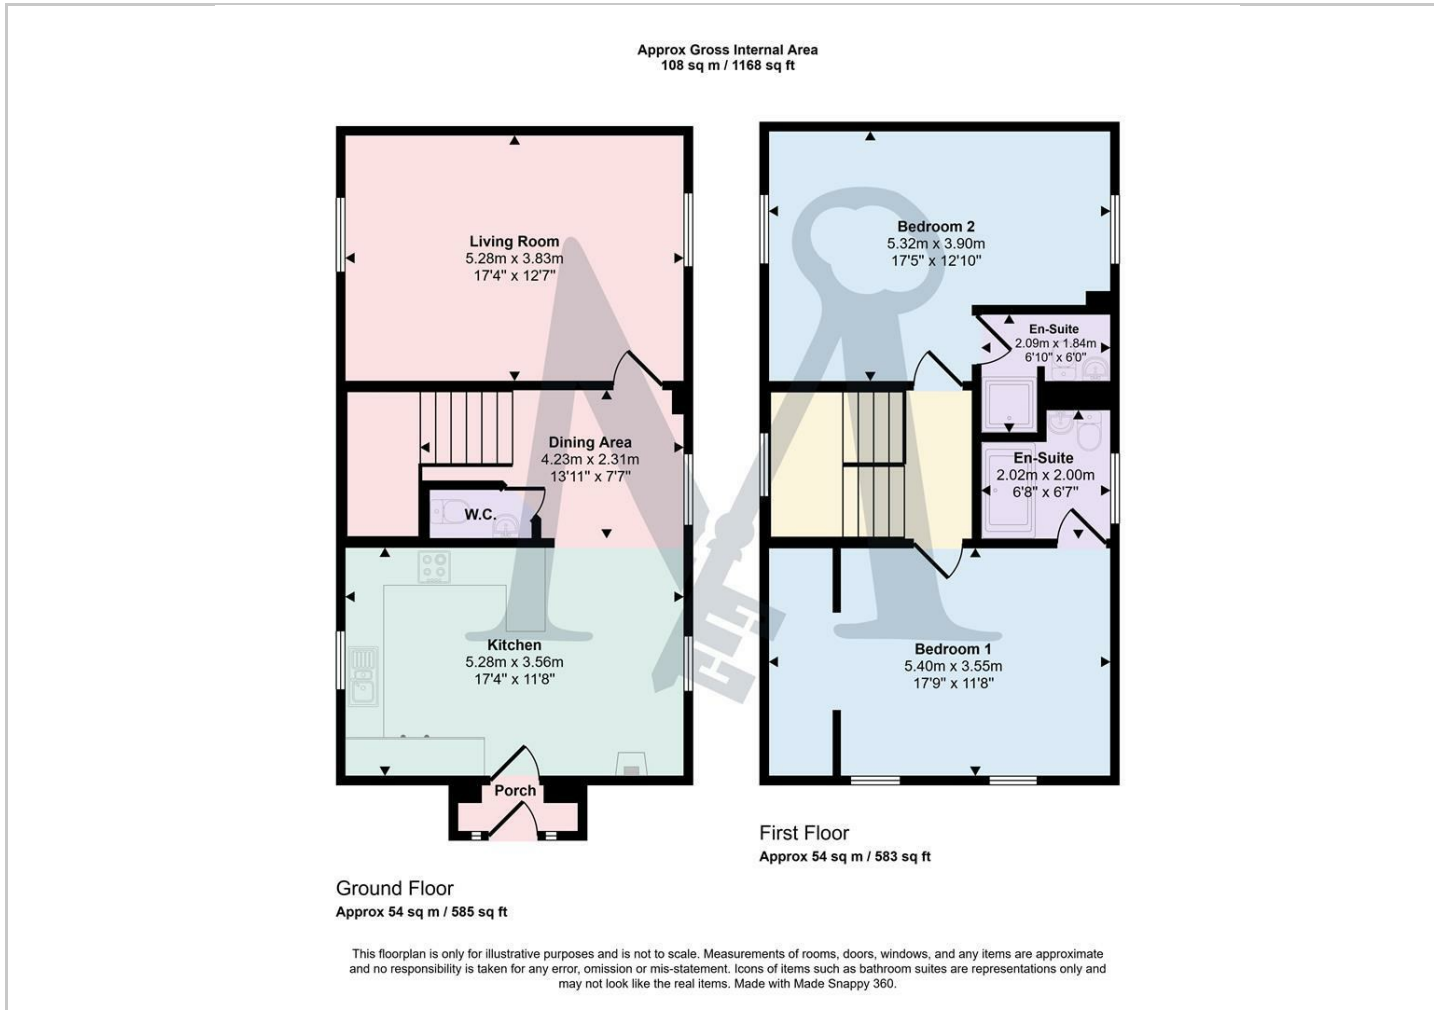 Approx Gross Internal Area
108 sq m / 1168 sq ft
Living Room
5.28m x 3.83m
17'4" x 12'7"
Dining Area
4.23m x 2.31m
13'11" x 7'7"
W.C.
Kitchen
5.28m x 3.56m
17'4" x 11'8"
Porch
Ground Floor
Approx 54 sq m / 585 sq ft
Bedroom 2
5.32m x 3.90m
17'5" x 12'10"
En-Suite
2.09m x 1.84m
6'10" x 6'0"
En-Suite
2.02m x 2.00m
6'8" x 6'7"
Bedroom 1
5.40m x 3.55m
17'9" x 11'8"
First Floor
Approx 54 sq m / 583 sq ft
This floorplan is only for illustrative purposes and is not to scale. Measurements of rooms, doors, windows, and any items are approximate
and no responsibility is taken for any error, omission or mis-statement. Icons of items such as bathroom suites are representations only and
may not look like the real items. Made with Made Snappy 360.